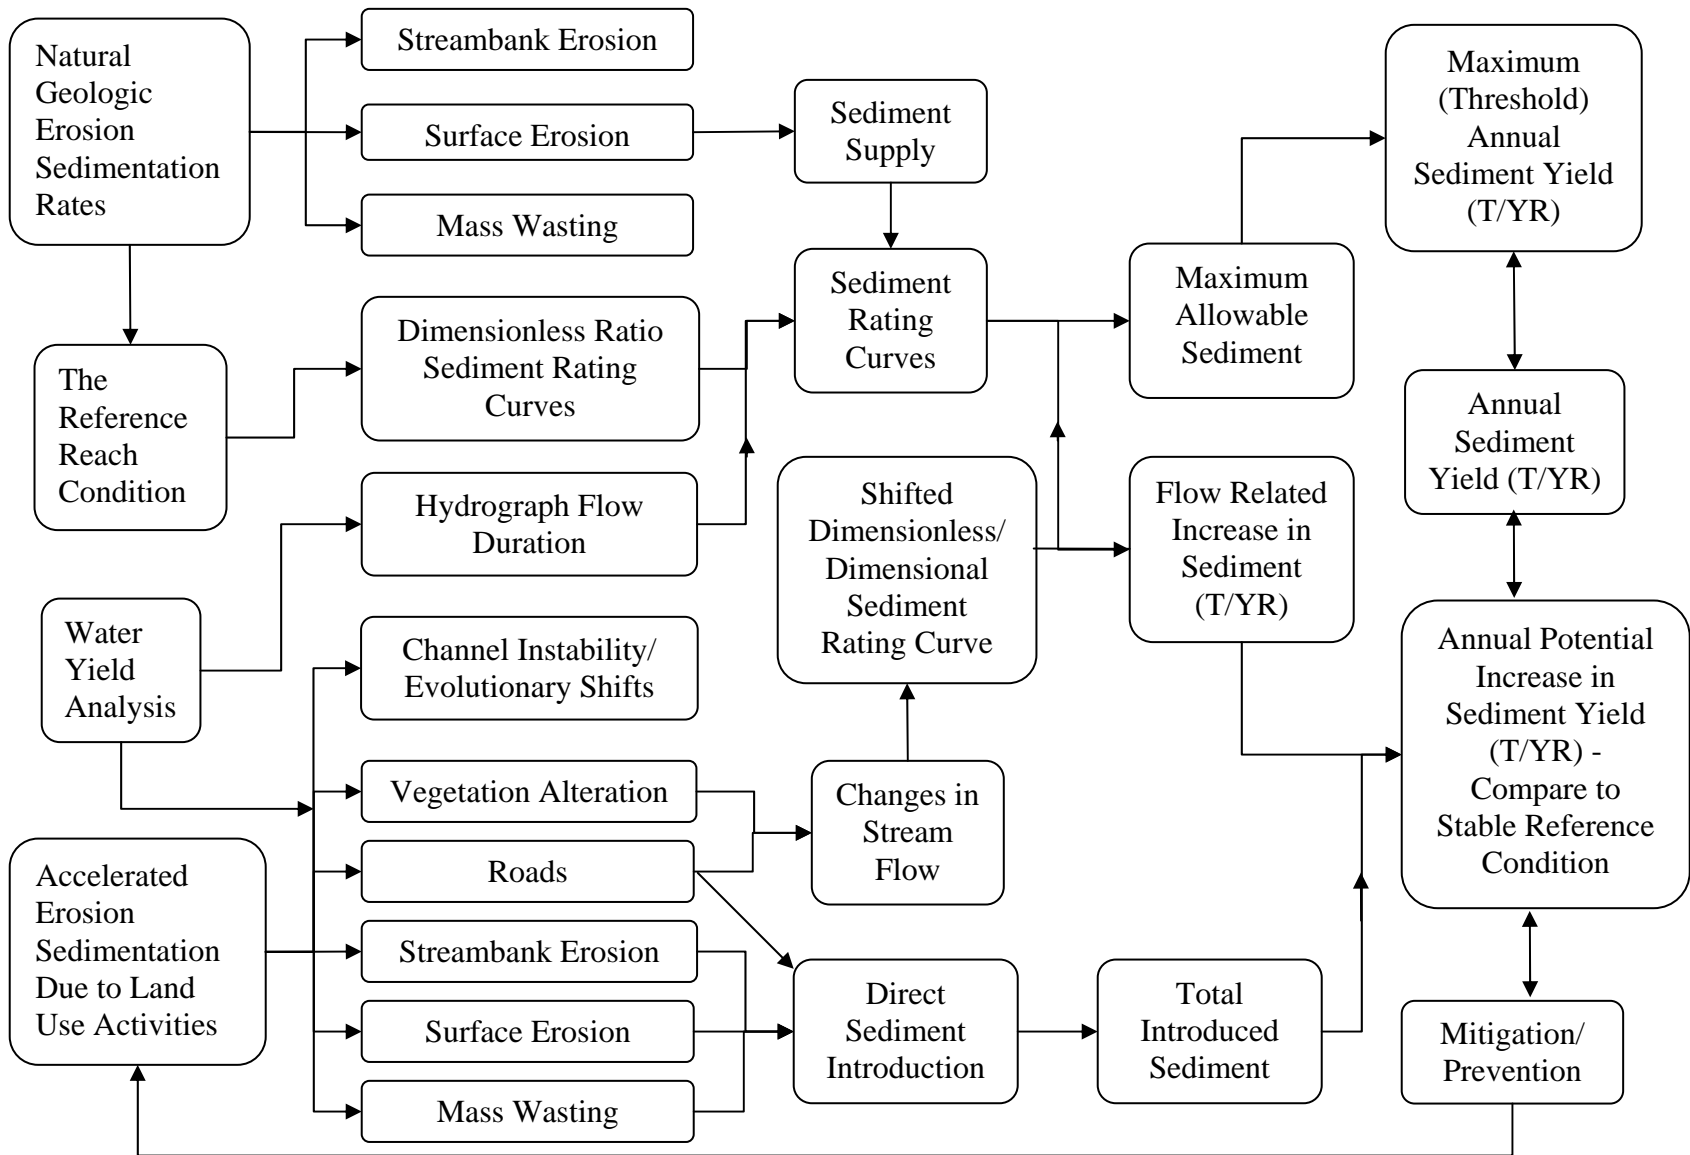 Natural
Geologic
Erosion
Sedimentation
Rates
The
Reference
Reach
Condition
Water
Yield
Analysis
Accelerated
Erosion
Sedimentation
Due to Land
Use Activities
Streambank Erosion
Surface Erosion
Mass Wasting
Dimensionless Ratio
Sediment Rating
Curves
Hydrograph Flow
Duration
Channel Instability/
Evolutionary Shifts
Vegetation Alteration
Roads
Streambank Erosion
Surface Erosion
Mass Wasting
Sediment
Supply
Sediment
Rating
Curves
Shifted
Dimensionless/
Dimensional
Sediment
Rating Curve
Changes in
Stream
Flow
Direct
Sediment
Introduction
Maximum
Allowable
Sediment
Flow Related
Increase in
Sediment
(T/YR)
Total
Introduced
Sediment
Maximum
(Threshold)
Annual
Sediment Yield
(T/YR)
Annual
Sediment
Yield (T/YR)
Annual Potential
Increase in
Sediment Yield
(T/YR) -
Compare to
Stable Reference
Condition
Mitigation/
Prevention